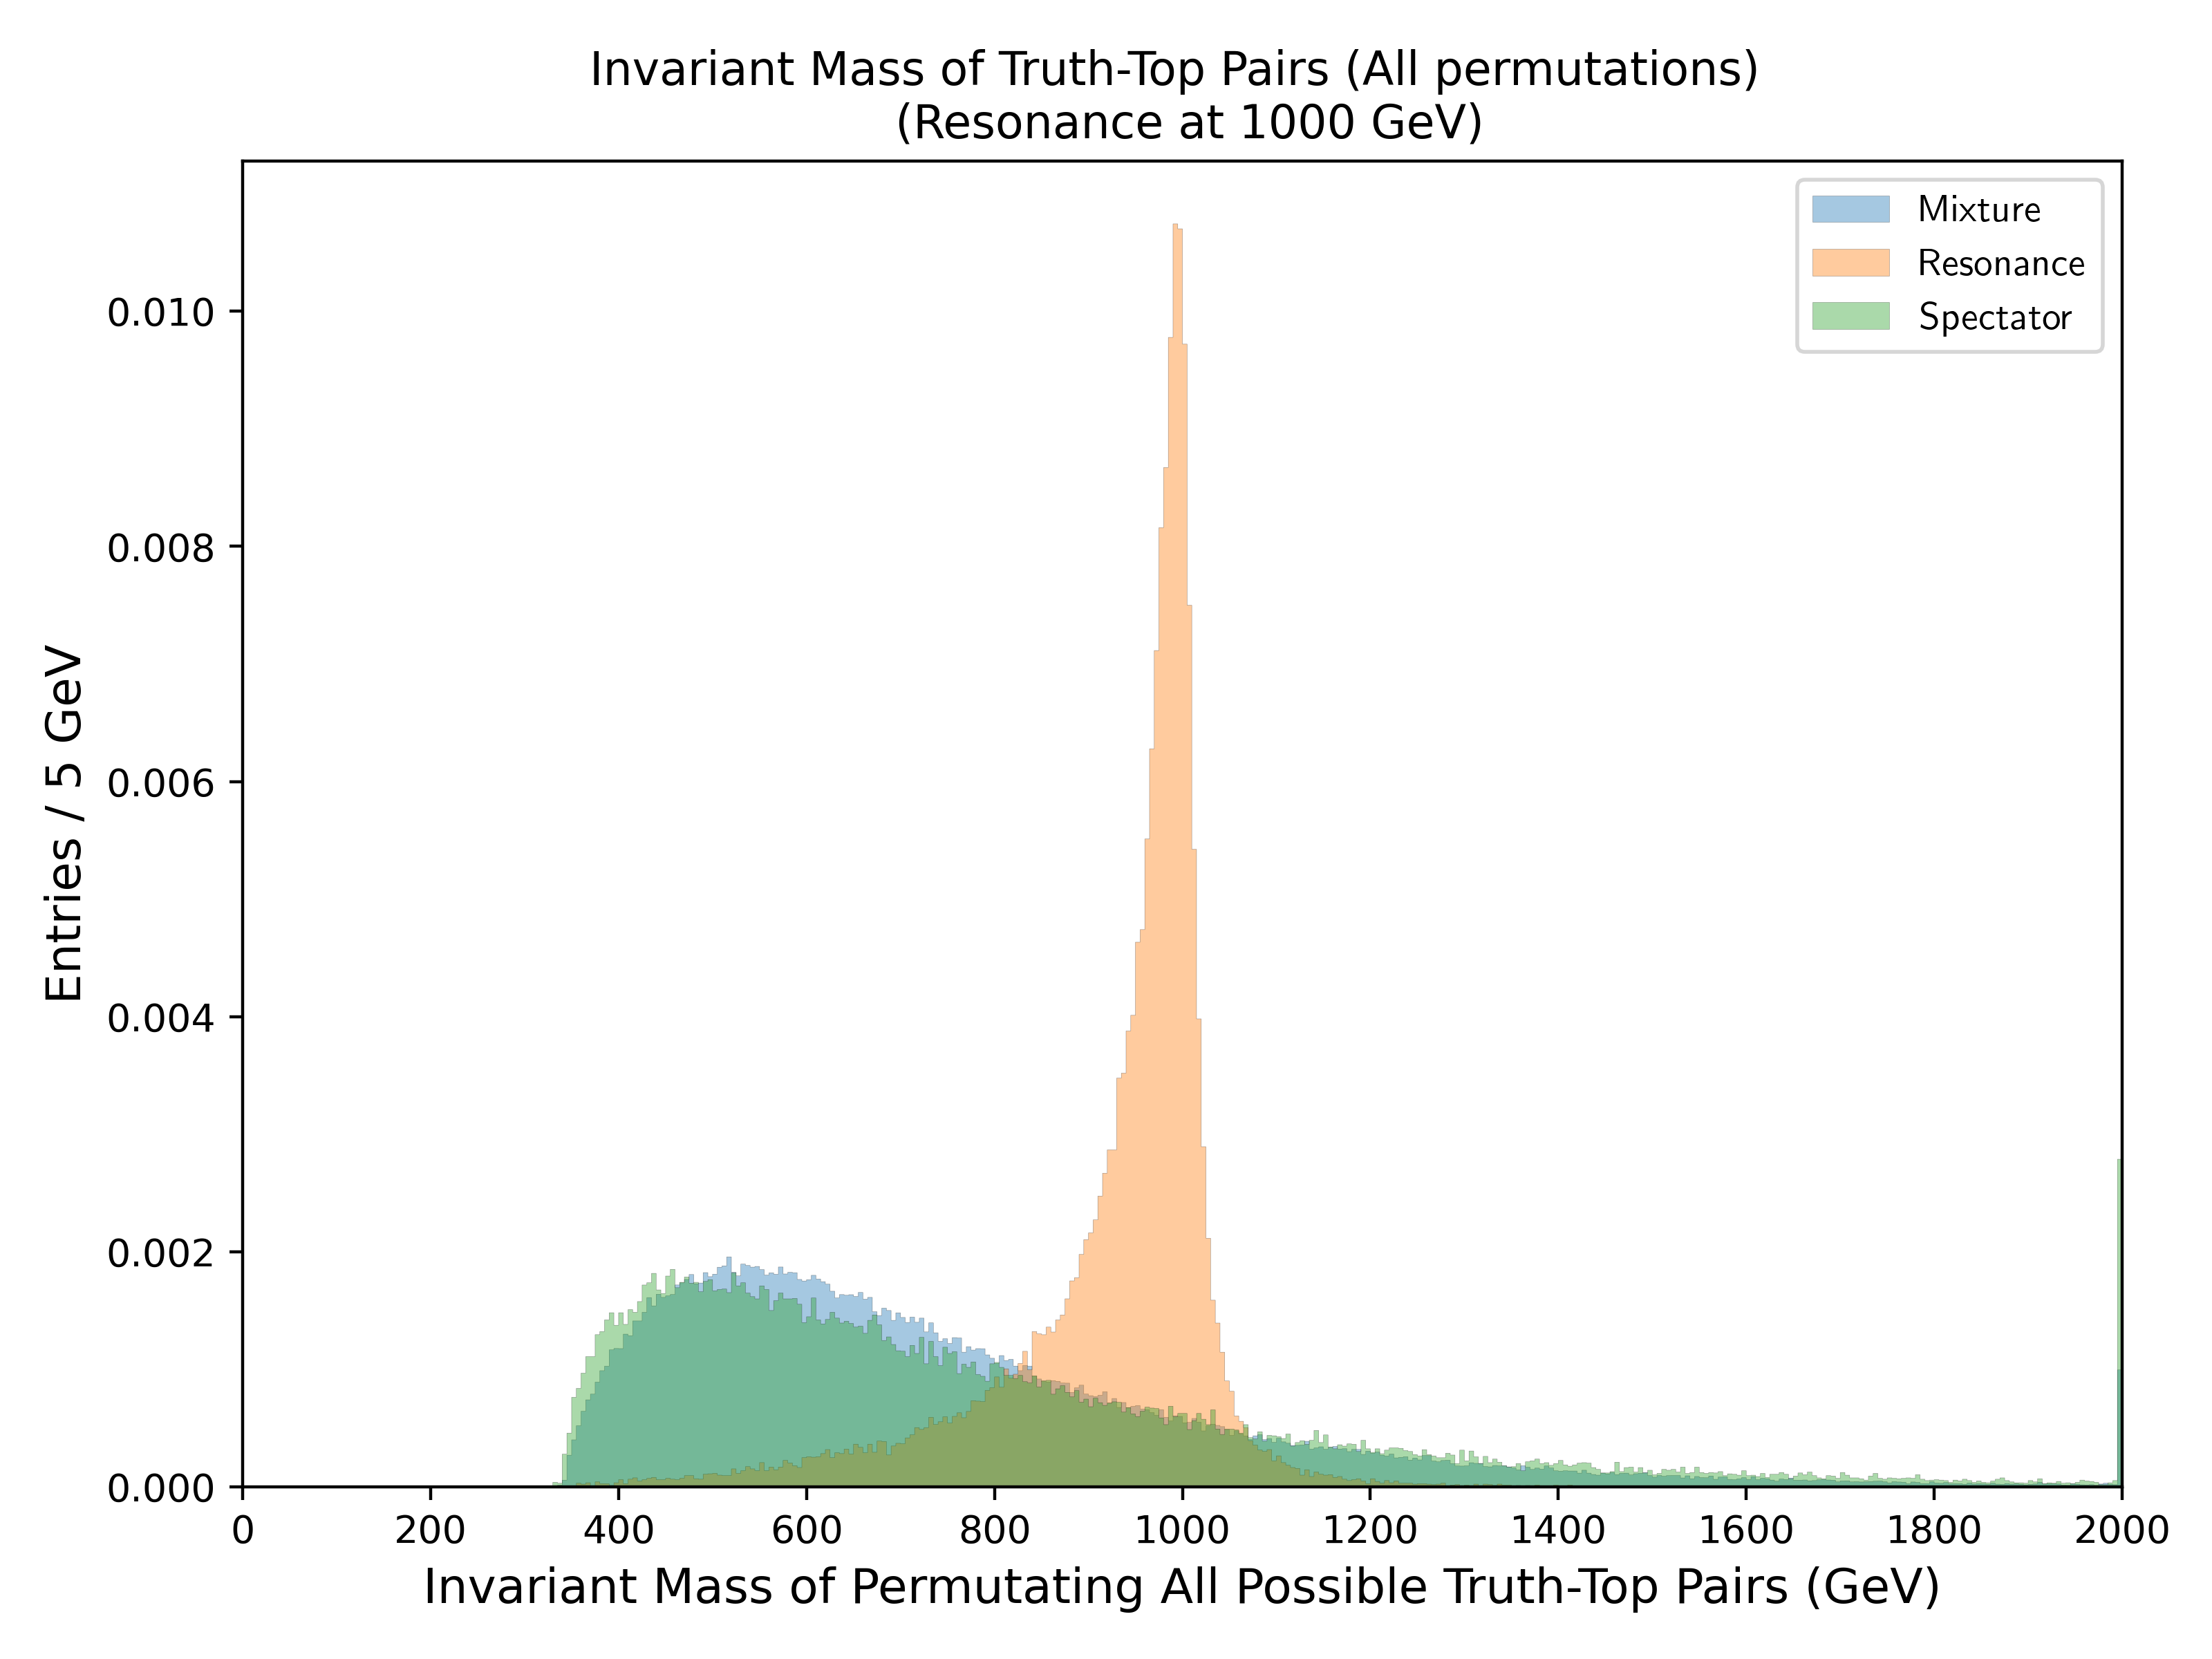 Invariant Mass of Truth-Top Pairs (All permutations)
(Resonance at 1000 GeV)
Mixture
Resonance
Spectator
Entries / 5 GeV
0.010
0.008
0.006
0.004
0.002
0.000
0 200 400 600 800 1000 1200 1400 1600 1800 2000
Invariant Mass of Permutating All Possible Truth-Top Pairs (GeV)